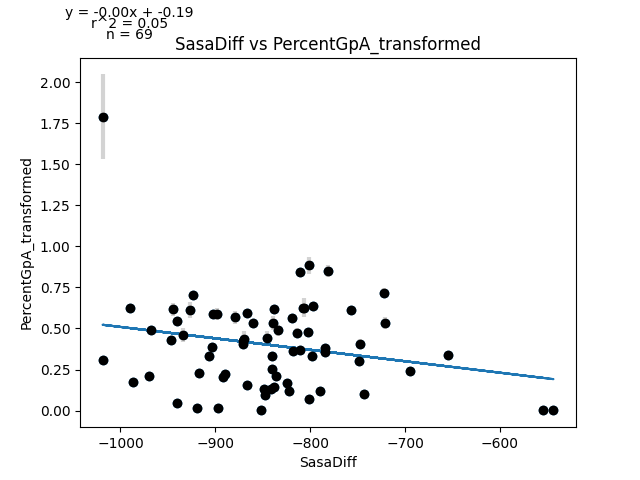 y = -0.00x + -0.19
r^2 = 0.05
n = 69
SasaDiff vs PercentGpA_transformed
2.00
1.75
1.50
1.25
1.00
0.75
0.50
0.25
0.00
PercentGpA_transformed
−1000
−900
−800
−700
−600
SasaDiff